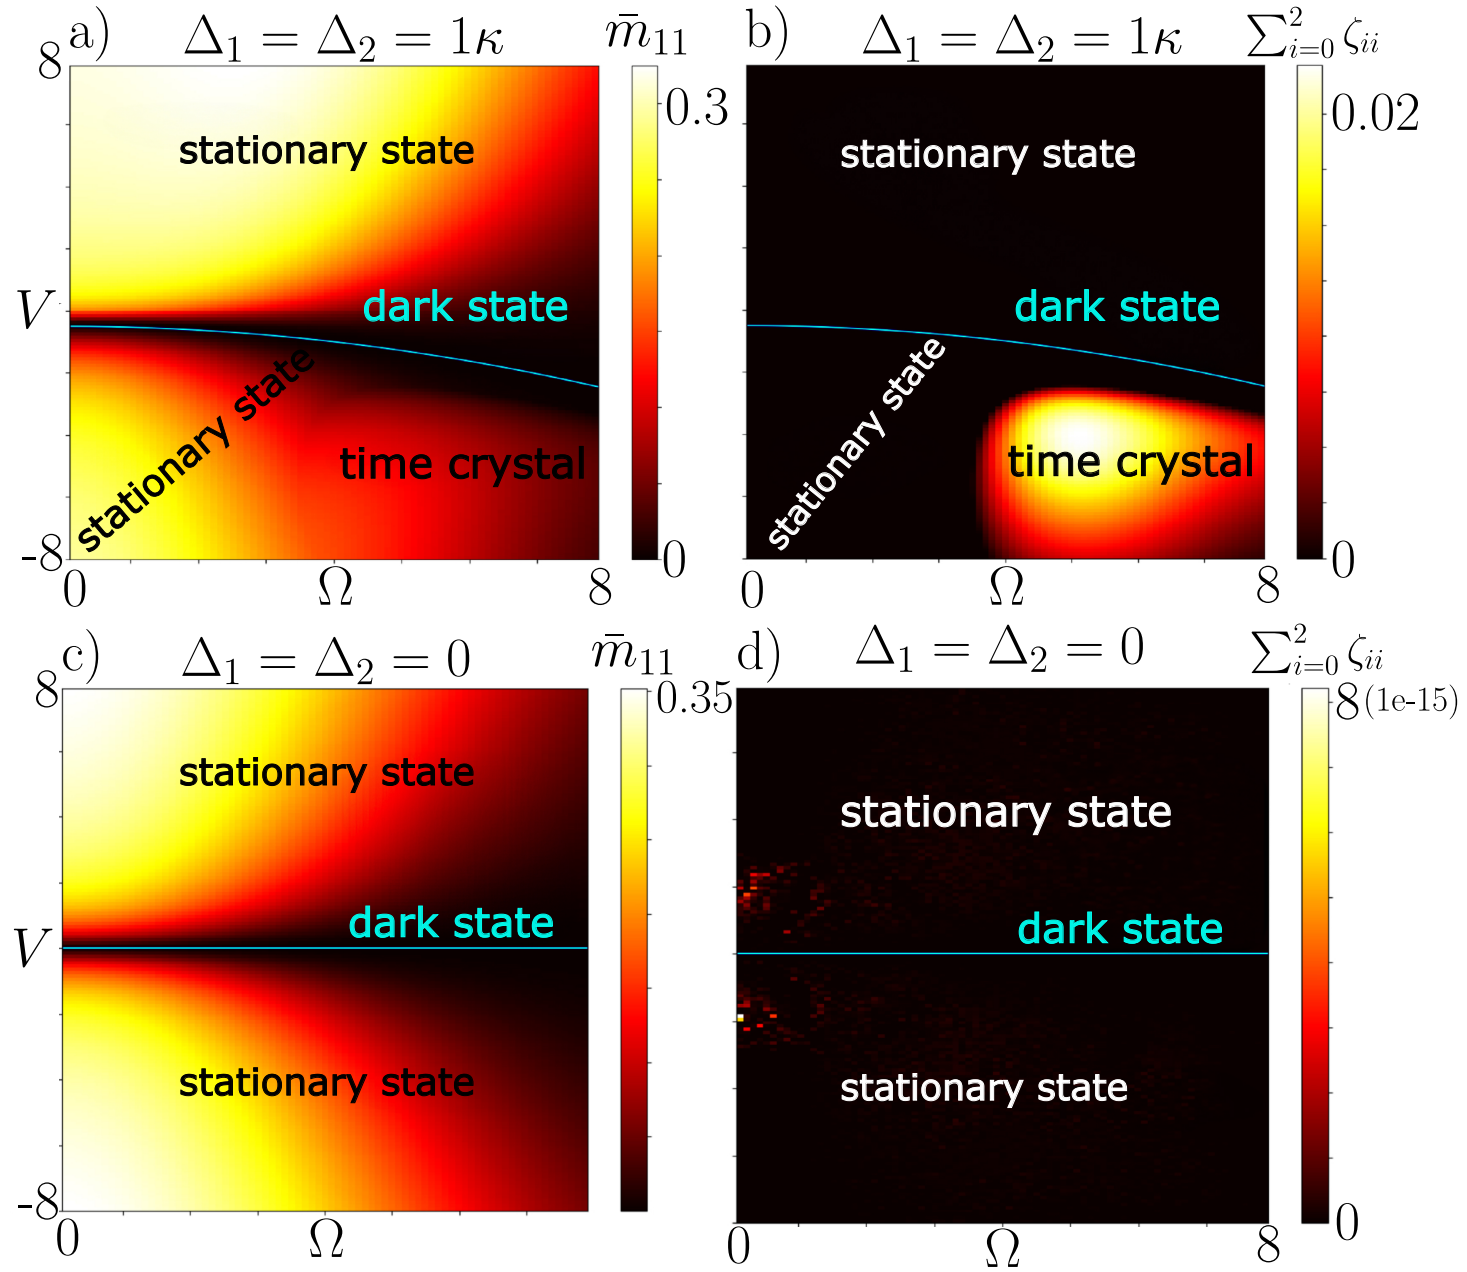 a) Δ₁ = Δ₂ = 1κ m̄₁₁
8
0.3
stationary state
dark state
V
stationary state
time crystal
-8
0
0 Ω 8
b) Δ₁ = Δ₂ = 1κ ∑²ᵢ₌₀ ζᵢᵢ
0.02
stationary state
dark state
stationary state
time crystal
0
0 Ω 8
c) Δ₁ = Δ₂ = 0 m̄₁₁
8
0.35
stationary state
dark state
V
stationary state
-8
0 Ω
d) Δ₁ = Δ₂ = 0 ∑²ᵢ₌₀ ζᵢᵢ
8 (1e-15)
stationary state
dark state
stationary state
0
0 Ω 8